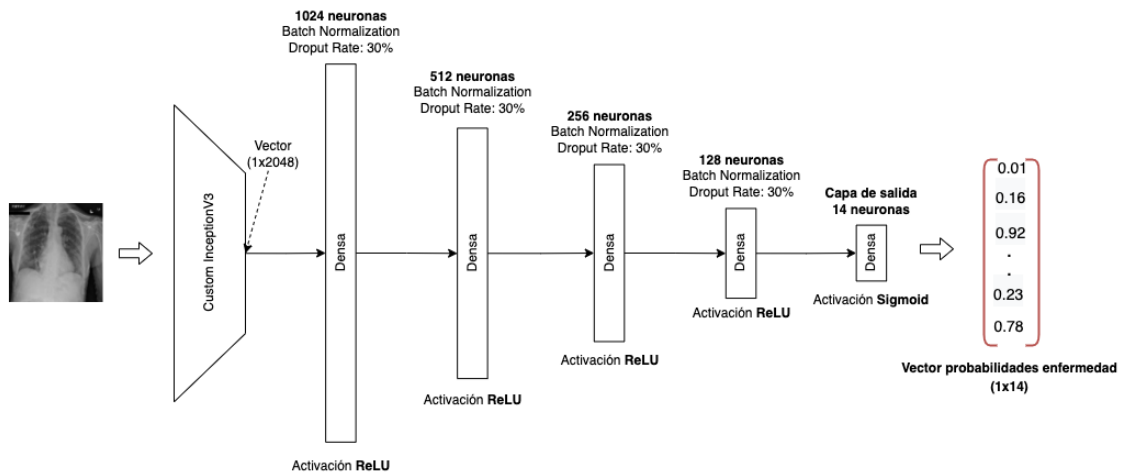 1024 neuronas
Batch Normalization
Droput Rate: 30%
512 neuronas
Batch Normalization
Droput Rate: 30%
256 neuronas
Batch Normalization
Droput Rate: 30%
128 neuronas
Batch Normalization
Droput Rate: 30%
Capa de salida
14 neuronas
Vector
(1x2048)
Custom InceptionV3
Densa
Densa
Densa
Densa
Densa
Activación ReLU
Activación ReLU
Activación ReLU
Activación ReLU
Activación Sigmoid
0.01
0.16
0.92
.
.
0.23
0.78
Vector probabilidades enfermedad
(1x14)